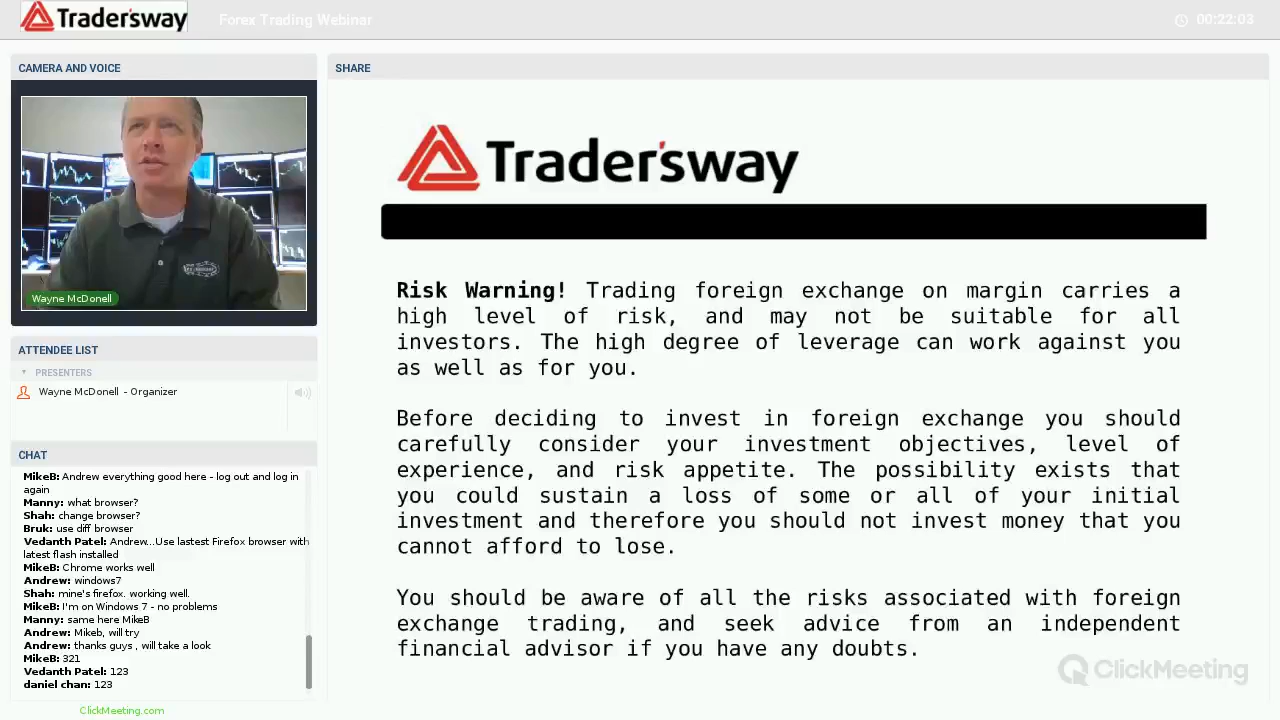 Trader'sway
Forex Trading Webinar
00:22:03
CAMERA AND VOICE
Wayne McDonell
ATTENDEE LIST
PRESENTERS
Wayne McDonell - Organizer
CHAT
MikeB: Andrew everything good here - log out and log in
again
Manny: what browser?
Shah: change browser?
Bruk: use diff browser
Vedanth Patel: Andrew...Use lastest Firefox browser with
latest flash installed
MikeB: Chrome works well
Andrew: windows7
Shah: mine's firefox. working well.
MikeB: I'm on Windows 7 - no problems
Manny: same here MikeB
Andrew: Mikeb, will try
Andrew: thanks guys , will take a look
MikeB: 321
Vedanth Patel: 123
daniel chan: 123
ClickMeeting.com
SHARE
Trader'sway
Risk Warning! Trading foreign exchange on margin carries a
high level of risk, and may not be suitable for all
investors. The high degree of leverage can work against you
as well as for you.
Before deciding to invest in foreign exchange you should
carefully consider your investment objectives, level of
experience, and risk appetite. The possibility exists that
you could sustain a loss of some or all of your initial
investment and therefore you should not invest money that you
cannot afford to lose.
You should be aware of all the risks associated with foreign
exchange trading, and seek advice from an independent
financial advisor if you have any doubts.
ClickMeeting